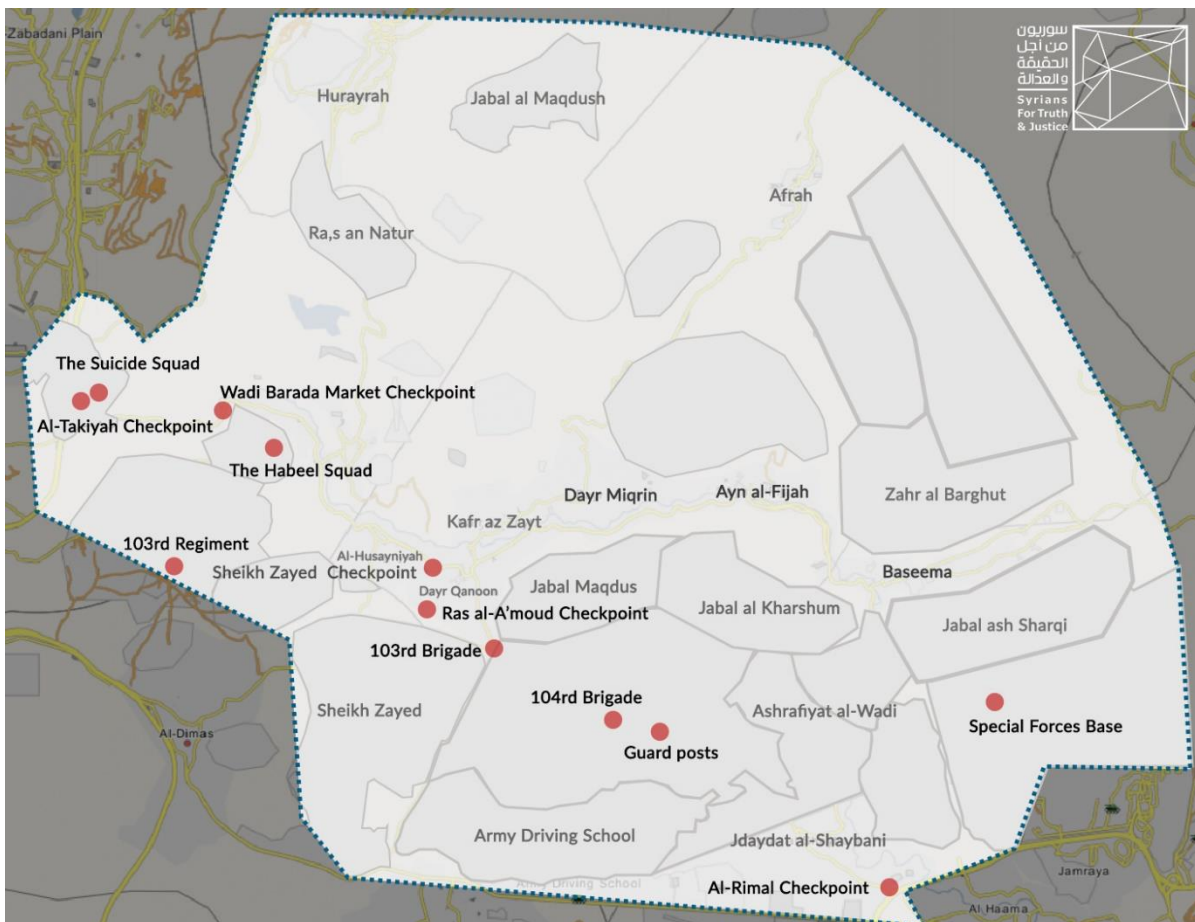 -Zabadani Plain
سوريون
من أجل
الحقيقة
والعدالة
Syrians
For Truth
& Justice
Hurayrah
Jabal al Maqdush
Afrah
Ra,s an Natur
The Suicide Squad
Wadi Barada Market Checkpoint
Al-Takiyah Checkpoint
The Habeel Squad
Dayr Miqrin
Ayn al-Fijah
Zahr al Barghut
Kafr az Zayt
103rd Regiment
Al-Husayniyah
Sheikh Zayed
Checkpoint
Baseema
Jabal Maqdus
Dayr Qanoon
Jabal al Kharshum
Ras al-A'moud Checkpoint
Jabal ash Sharqi
103rd Brigade
104rd Brigade
Sheikh Zayed
Ashrafiyat al-Wadi
Special Forces Base
Al-Dimas
Guard posts
Army Driving School
Jdaydat al-Shaybani
Jamraya
Army Driving School
Al-Rimal Checkpoint
Al Haama